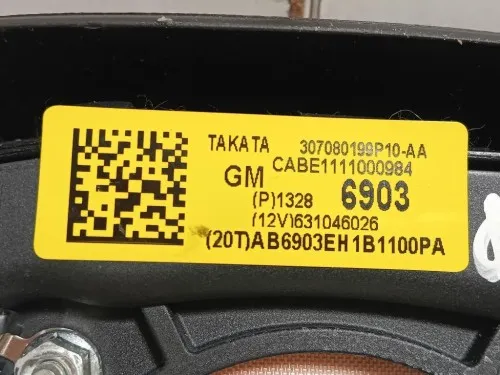 TAKATA 307080199P10-AA
CABE1111000984
GM 6903
(P)1328
(12V)631046026
(20T)AB6903EH1B1100PA